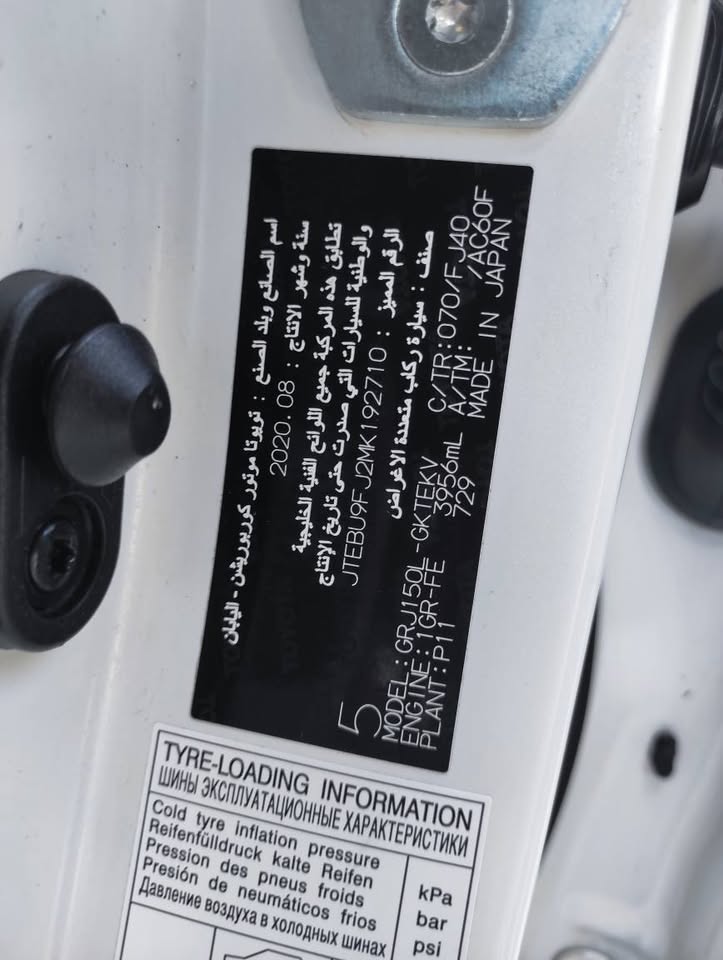 اسم الصانع وبلد الصنع : تويوتا موتور كوربوريشن - اليابان
سنة وشهر الانتاج : 2020.08
تطابق هذه المركبة جميع اللوائح الفنية الخليجية
والوطنية للسيارات التي صدرت حتى تاريخ الإنتاج
الرقم المميز : JTEBU9FJ2MK192710
صنف : سيارة ركاب متعددة الاغراض
5
MODEL:GRJ150L-GKTEKV C/TR:070/FJ40
ENGINE:1GR-FE 3956mL A/TM: /AC60F
PLANT:P11 729 MADE IN JAPAN
TYRE-LOADING INFORMATION
ШИНЫ ЭКСПЛУАТАЦИОННЫЕ ХАРАКТЕРИСТИКИ
Cold tyre inflation pressure
Reifenfülldruck kalte Reifen
Pression des pneus froids
Presión de neumáticos frios
Давление воздуха в холодных шинах
kPa
bar
psi
P11